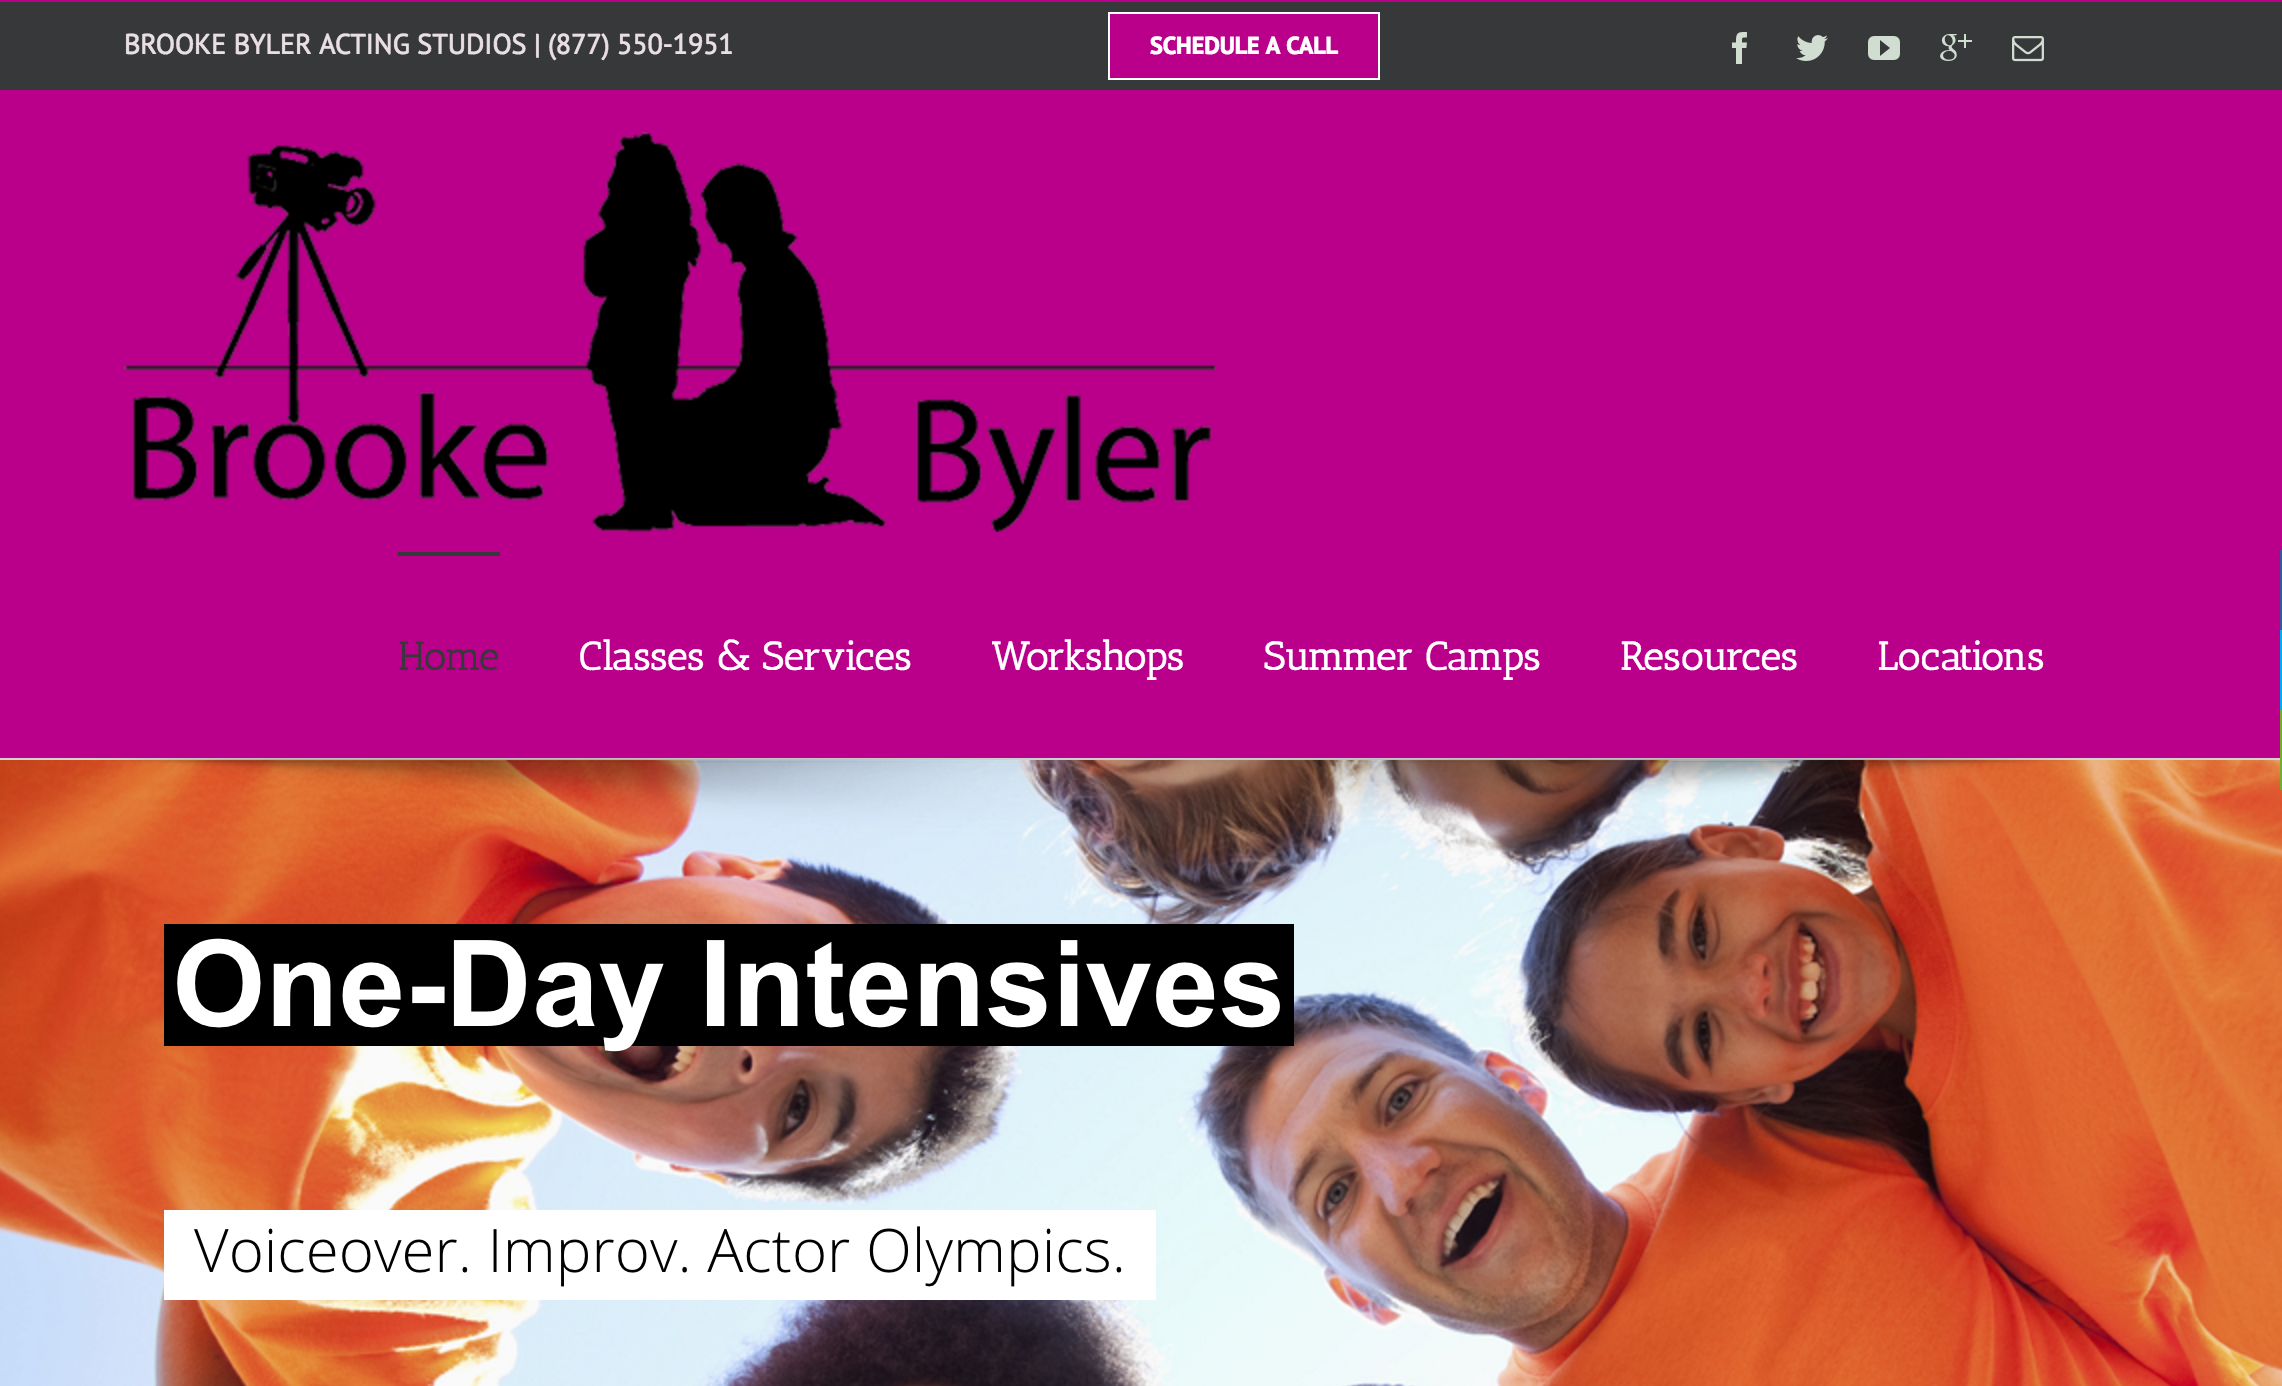 BROOKE BYLER ACTING STUDIOS | (877) 550-1951
SCHEDULE A CALL
Brooke Byler
Home Classes & Services Workshops Summer Camps Resources Locations
One-Day Intensives
Voiceover. Improv. Actor Olympics.